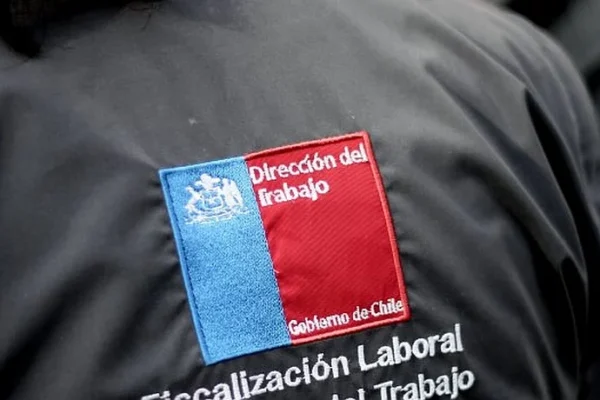 Dirección del
Trabajo
Gobierno de Chile
Fiscalización Laboral
del Trabajo